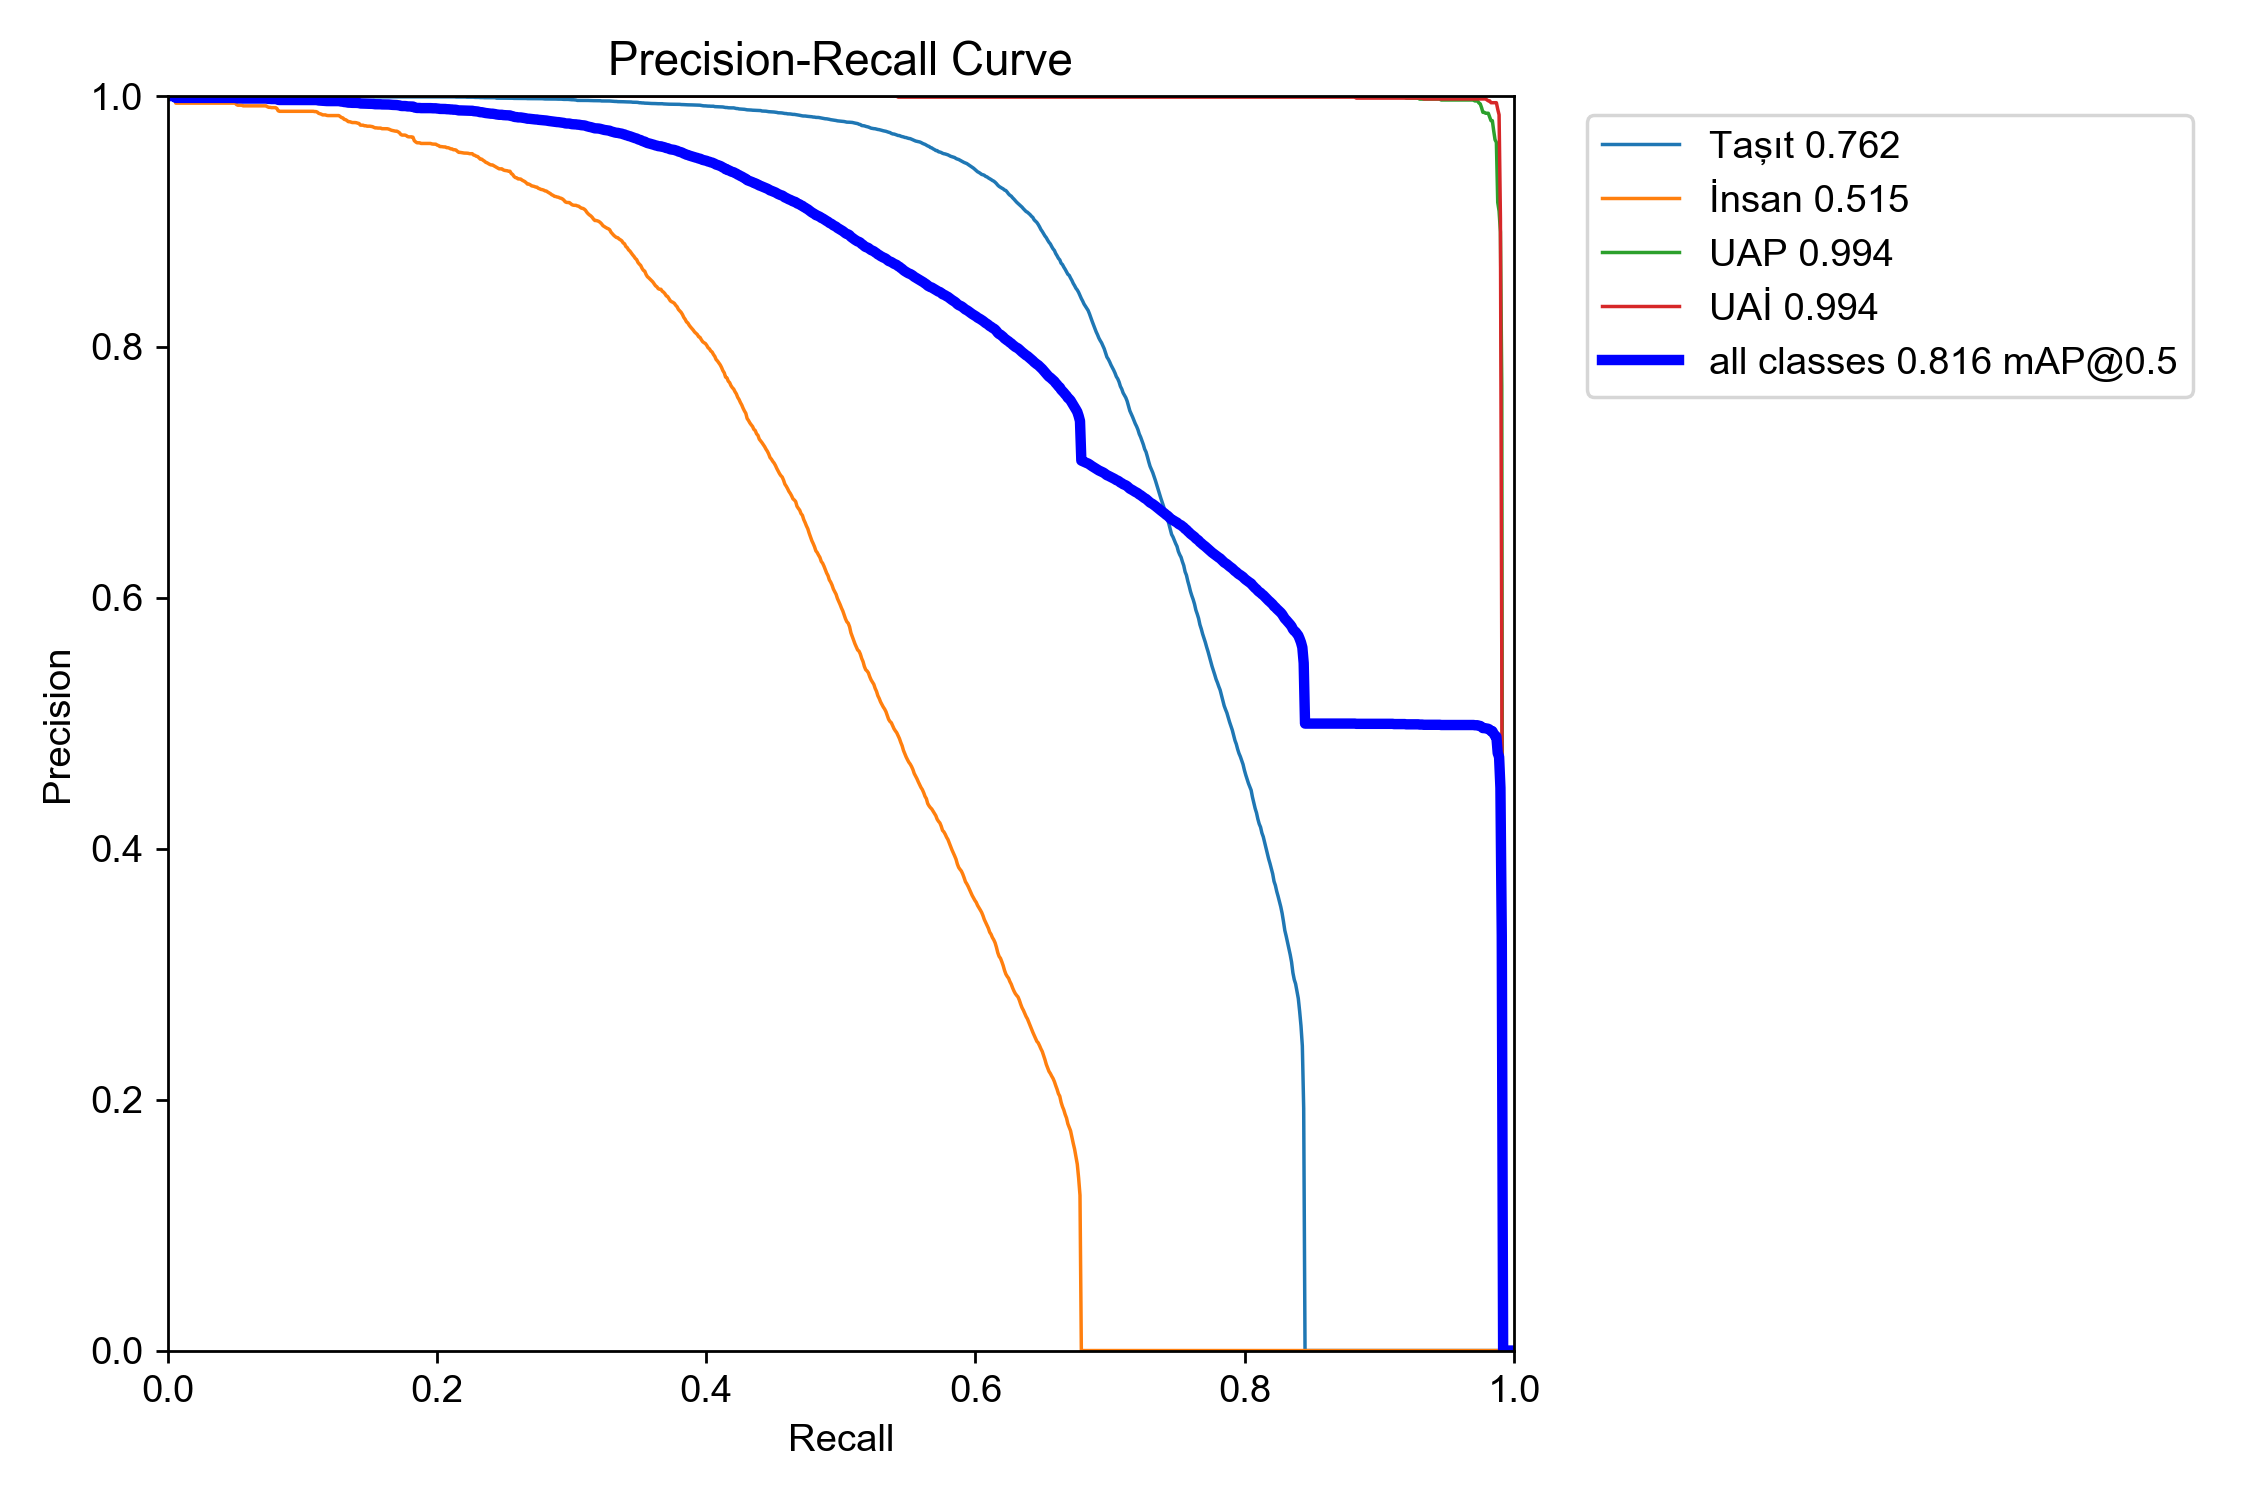 Precision-Recall Curve
1.0
0.8
0.6
0.4
0.2
0.0
Precision
0.0 0.2 0.4 0.6 0.8 1.0
Recall
Taşıt 0.762
İnsan 0.515
UAP 0.994
UAİ 0.994
all classes 0.816 mAP@0.5